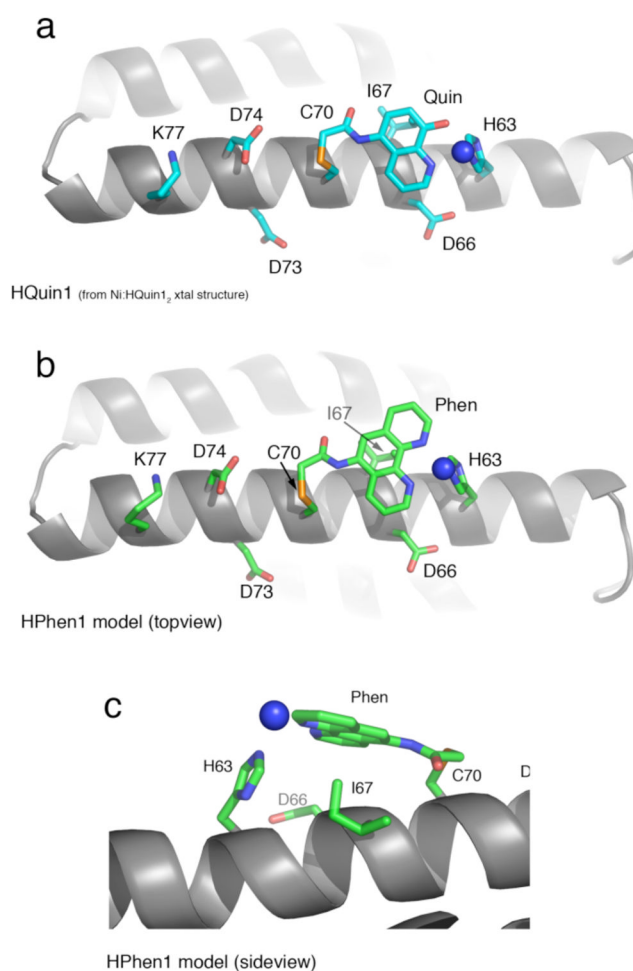 a
I67
Quin
D74
C70
H63
K77
D73
D66
HQuin1 (from Ni:HQuin1₂ xtal structure)
b
Phen
I67
D74
C70
H63
K77
D73
D66
HPhen1 model (topview)
c
Phen
H63
D66
I67
C70
D
HPhen1 model (sideview)